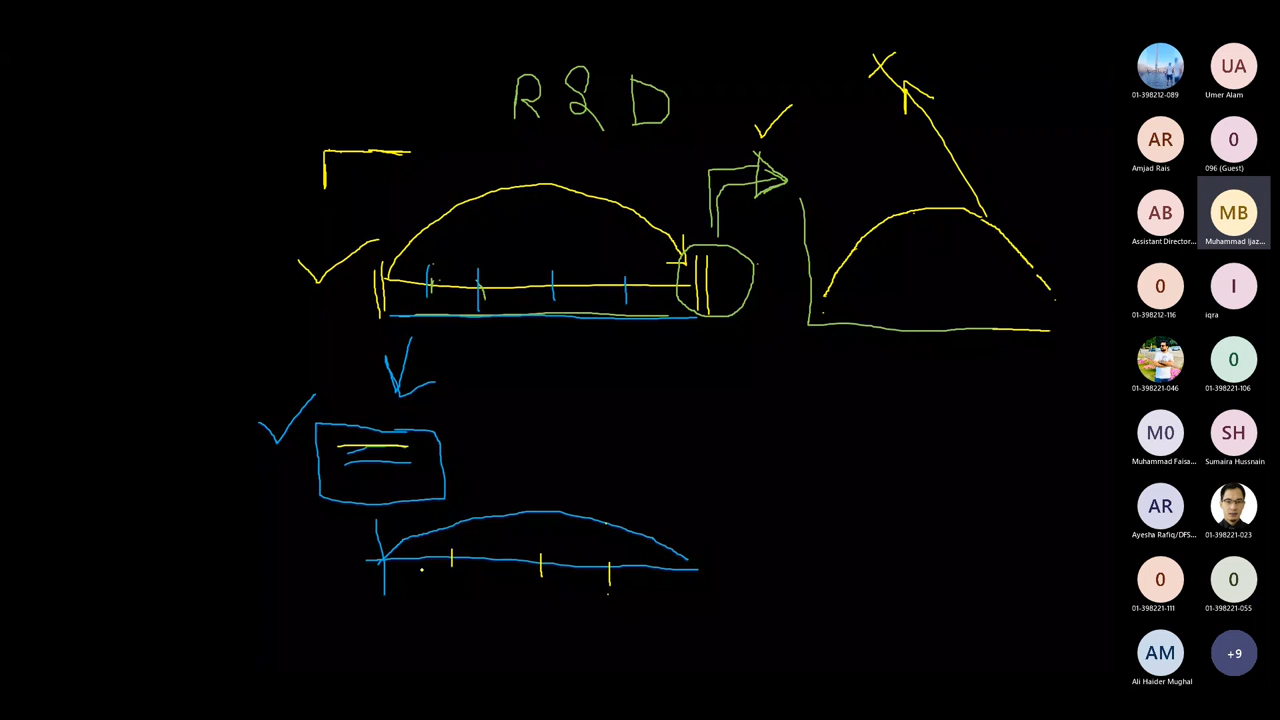 R & D
X
01-398212-089
UA
Umer Alam
AR
Amjad Rais
0
096 (Guest)
AB
Assistant Director...
MB
Muhammad Ijaz...
0
01-398212-116
I
iqra
01-398221-046
0
01-398221-106
M0
Muhammad Faisa...
SH
Sumaira Hussnain
AR
Ayesha Rafiq/DFS...
01-398221-023
0
01-398221-111
0
01-398221-055
AM
Ali Haider Mughal
+9